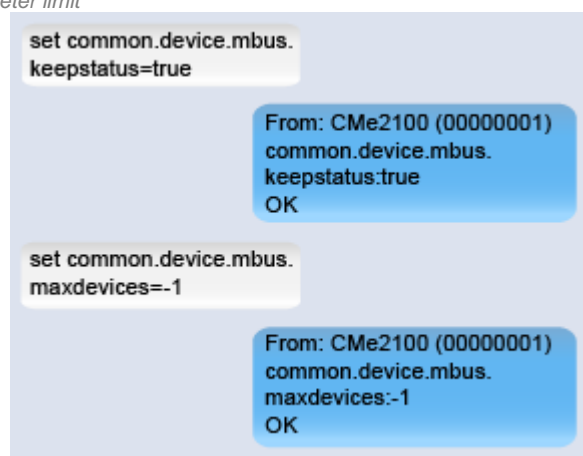 limit
set common.device.mbus.
keepstatus=true
From: CMe2100 (00000001)
common.device.mbus.
keepstatus:true
OK
set common.device.mbus.
maxdevices=-1
From: CMe2100 (00000001)
common.device.mbus.
maxdevices:-1
OK